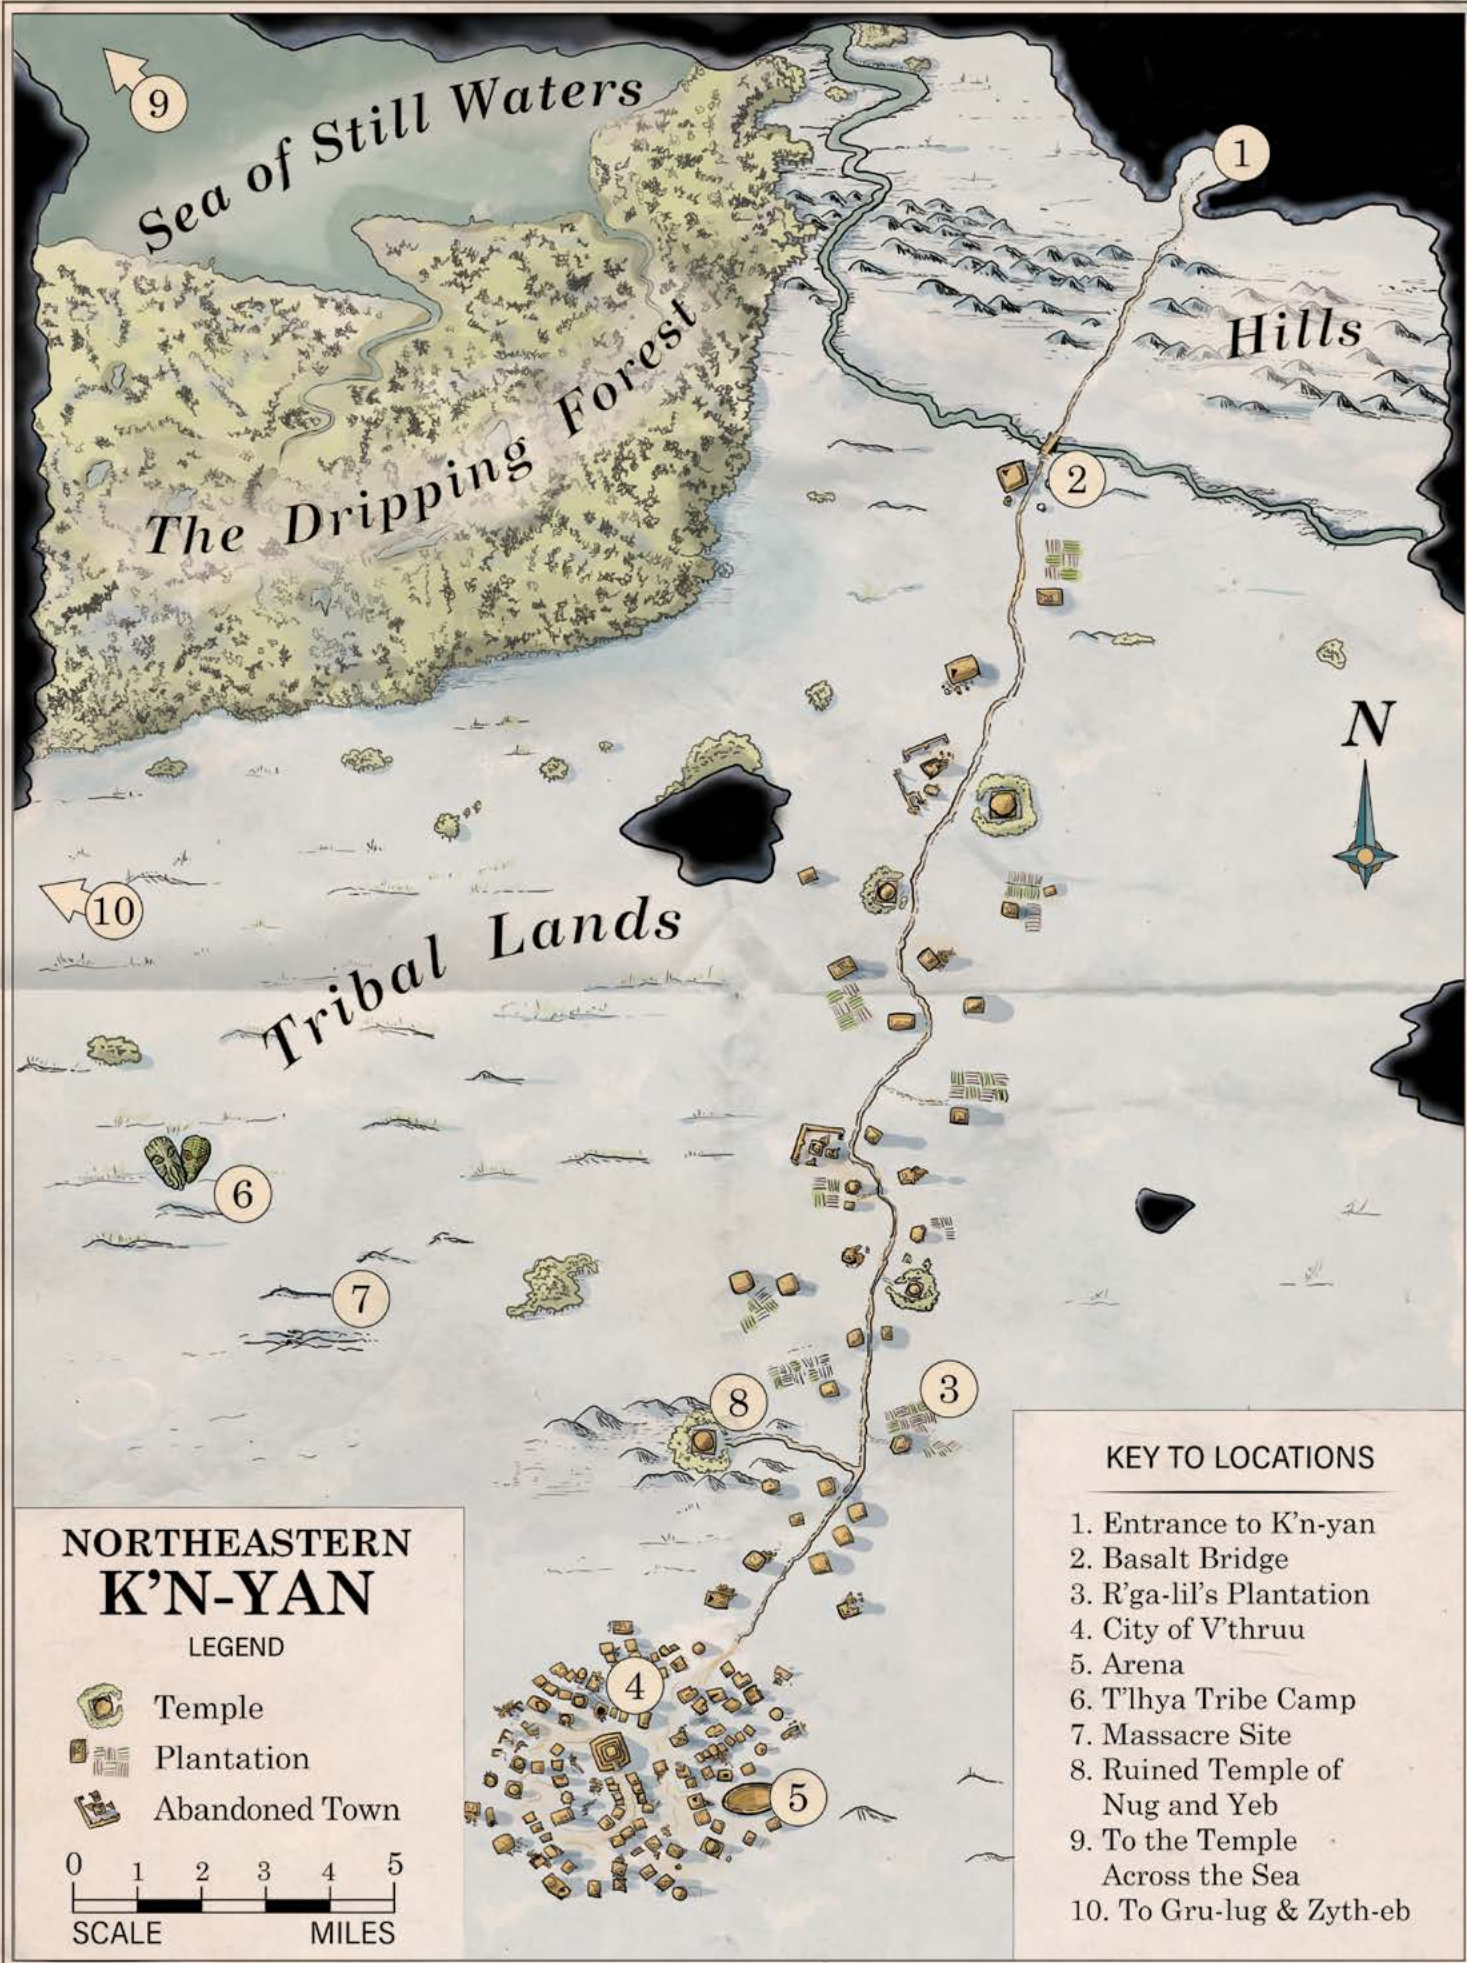 9
Sea of Still Waters
1
Hills
The Dripping Forest
2
N
10
Tribal Lands
6
7
8
3
4
5
NORTHEASTERN
K'N-YAN
LEGEND
Temple
Plantation
Abandoned Town
0 1 2 3 4 5
SCALE MILES
KEY TO LOCATIONS
1. Entrance to K'n-yan
2. Basalt Bridge
3. R'ga-lil's Plantation
4. City of V'thruu
5. Arena
6. T'lhya Tribe Camp
7. Massacre Site
8. Ruined Temple of
Nug and Yeb
9. To the Temple
Across the Sea
10. To Gru-lug & Zyth-eb